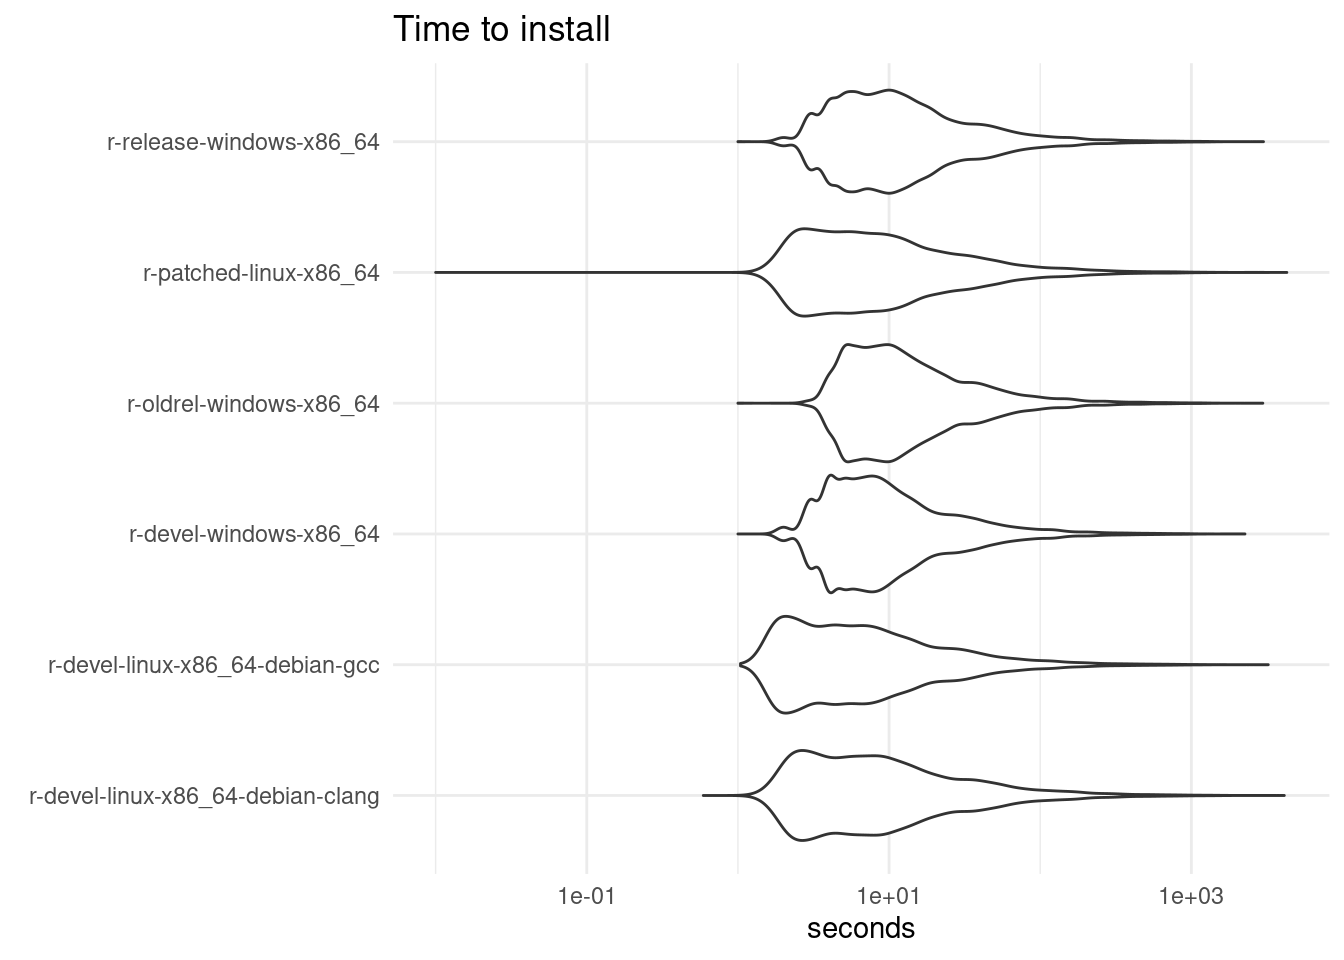 Time to install
r-release-windows-x86_64
r-patched-linux-x86_64
r-oldrel-windows-x86_64
r-devel-windows-x86_64
r-devel-linux-x86_64-debian-gcc
r-devel-linux-x86_64-debian-clang
1e-01 1e+01 1e+03
seconds